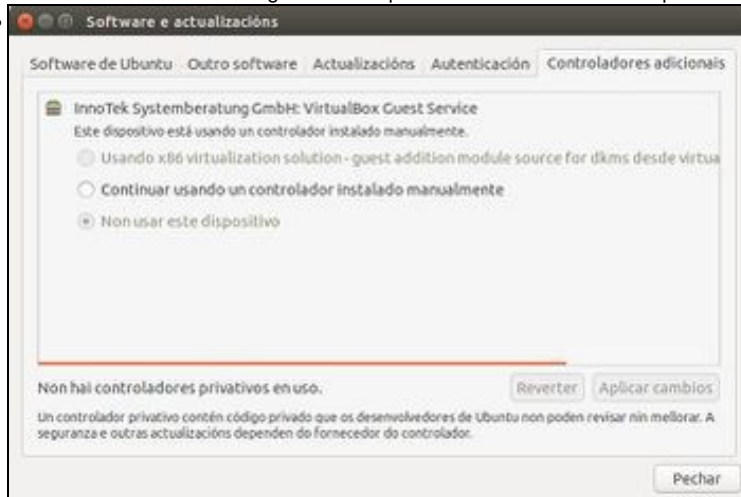 Software e actualizacións
Software de Ubuntu Outro software Actualizacións Autenticación Controladores adicionais
InnoTek Systemberatung GmbH: VirtualBox Guest Service
Este dispositivo está usando un controlador instalado manualmente.
Usando x86 virtualization solution - guest addition module source for dkms desde virtua
Continuar usando un controlador instalado manualmente
Non usar este dispositivo
Non hai controladores privativos en uso.
Reverter Aplicar cambios
Un controlador privativo contén código privado que os desenvolvedores de Ubuntu non poden revisar nin mellorar. A
seguranza e outras actualizacións dependen do fornecedor do controlador.
Pechar